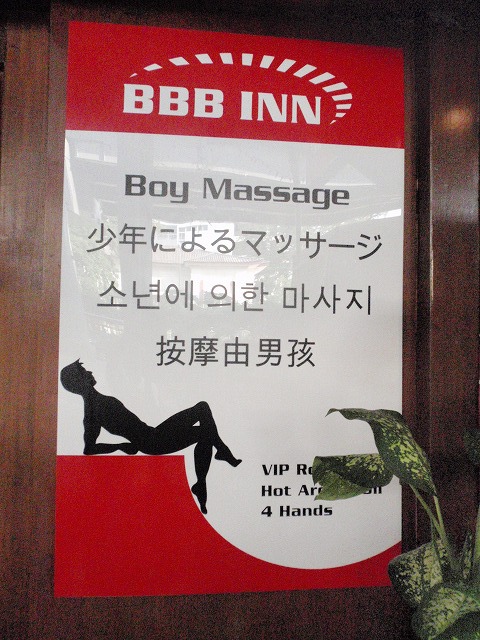 BBB INN
Boy Massage
少年によるマッサージ
소년에 의한 마사지
按摩由男孩
VIP
Hot
4 Hands